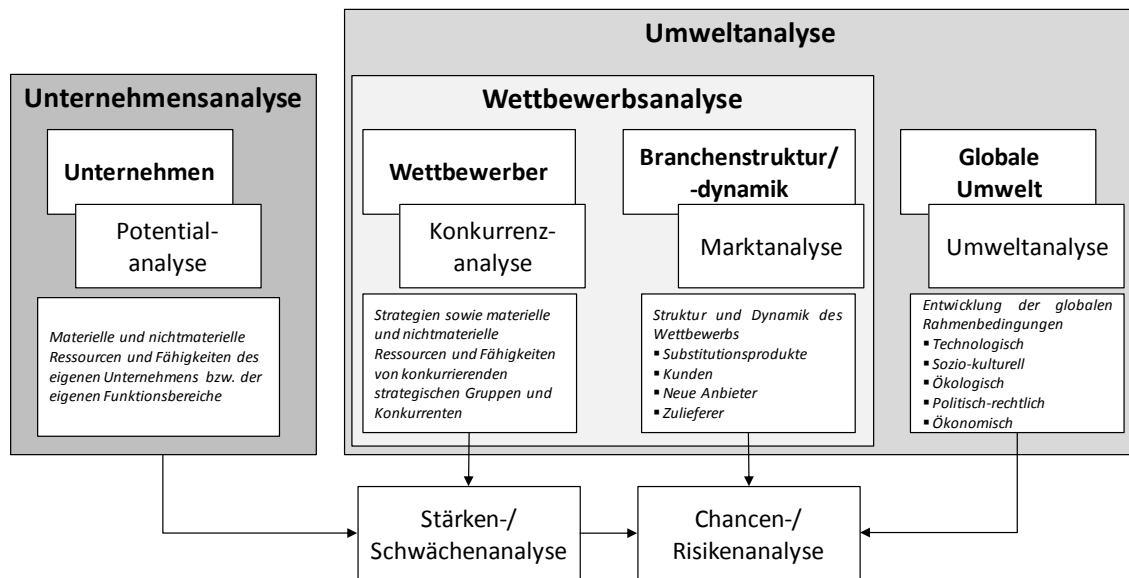 Umweltanalyse
Unternehmensanalyse
Unternehmen
Potential-
analyse
Materielle und nichtmaterielle
Ressourcen und Fähigkeiten des
eigenen Unternehmens bzw. der
eigenen Funktionsbereiche
Wettbewerbsanalyse
Wettbewerber
Konkurrenz-
analyse
Strategien sowie materielle
und nichtmaterielle
Ressourcen und Fähigkeiten
von konkurrierenden
strategischen Gruppen und
Konkurrenten
Branchenstruktur/
-dynamik
Marktanalyse
Struktur und Dynamik des
Wettbewerbs
▪ Substitutionsprodukte
▪ Kunden
▪ Neue Anbieter
▪ Zulieferer
Globale
Umwelt
Umweltanalyse
Entwicklung der globalen
Rahmenbedingungen
▪ Technologisch
▪ Sozio-kulturell
▪ Ökologisch
▪ Politisch-rechtlich
▪ Ökonomisch
Stärken-/
Schwächenanalyse
Chancen-/
Risikenanalyse